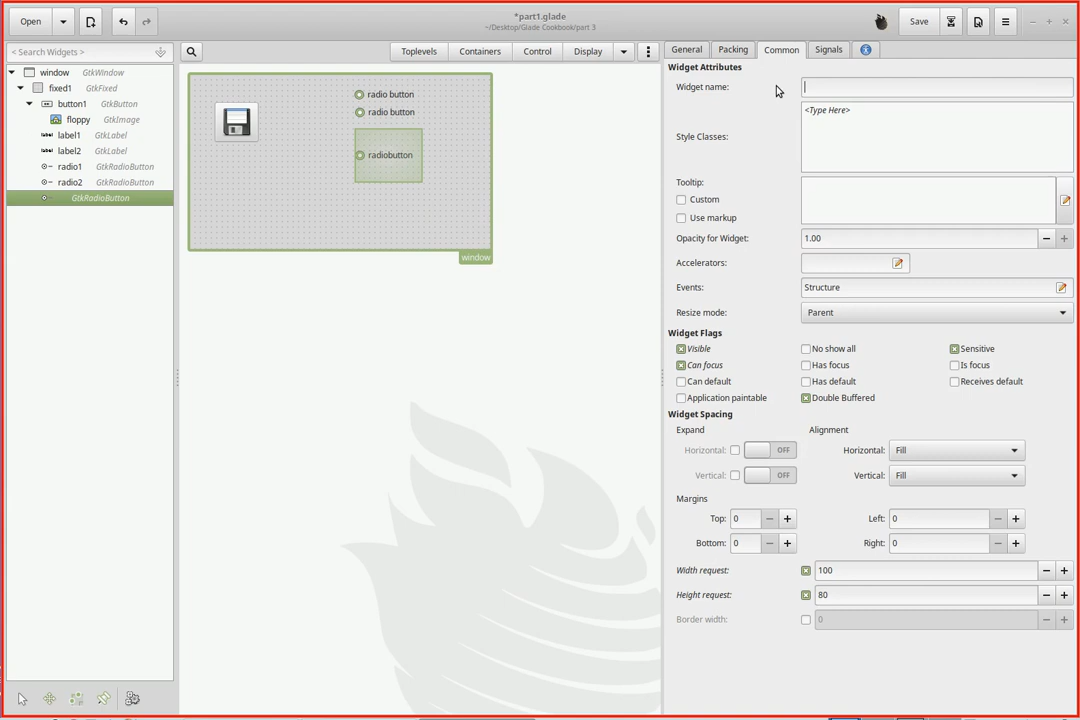 *part1.glade
~/Desktop/Glade Cookbook/part 3
Open
Save
< Search Widgets >
Toplevels
Containers
Control
Display
General
Packing
Common
Signals
window GtkWindow
fixed1 GtkFixed
button1 GtkButton
floppy GtkImage
label1 GtkLabel
label2 GtkLabel
radio1 GtkRadioButton
radio2 GtkRadioButton
GtkRadioButton
radio button
radio button
radiobutton
window
Widget Attributes
Widget name:
Style Classes:
<Type Here>
Tooltip:
Custom
Use markup
Opacity for Widget: 1.00
Accelerators:
Events: Structure
Resize mode: Parent
Widget Flags
Visible No show all Sensitive
Can focus Has focus Is focus
Can default Has default Receives default
Application paintable Double Buffered
Widget Spacing
Expand Alignment
Horizontal: OFF Horizontal: Fill
Vertical: OFF Vertical: Fill
Margins
Top: 0 Left: 0
Bottom: 0 Right: 0
Width request: 100
Height request: 80
Border width: 0